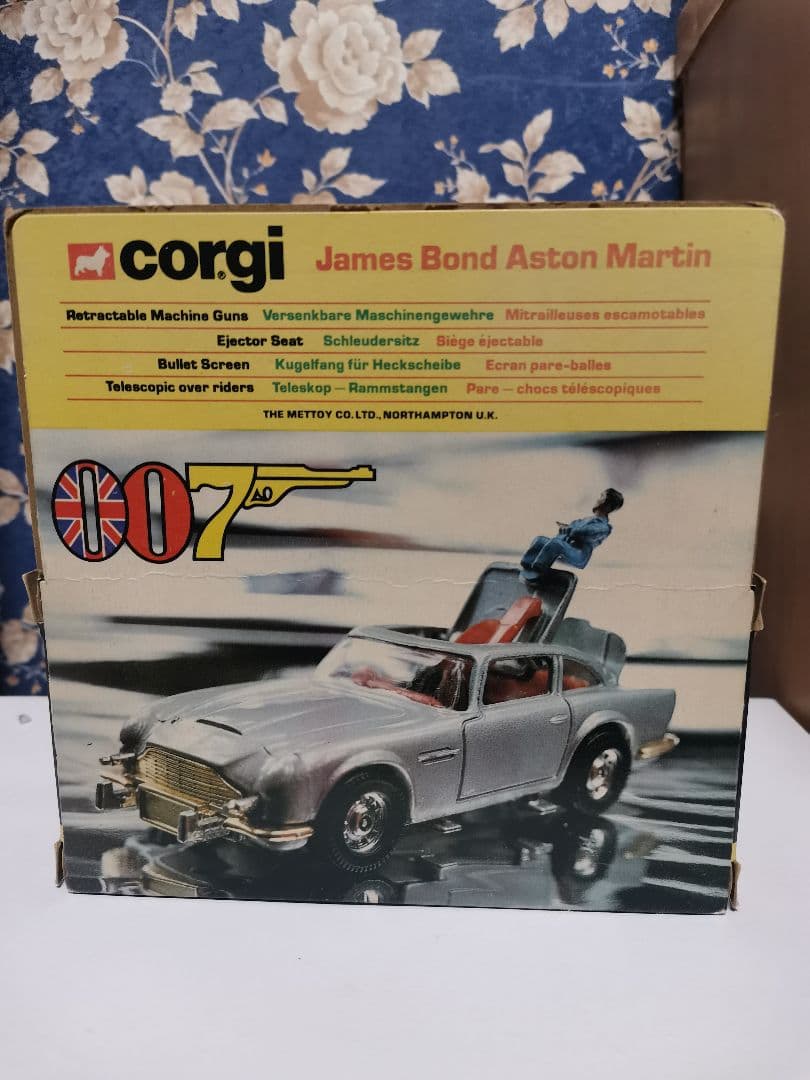 corgi® James Bond Aston Martin
Retractable Machine Guns Versenkbare Maschinengewehre Mitrailleuses escamotables
Ejector Seat Schleudersitz Siège éjectable
Bullet Screen Kugelfang für Heckscheibe Ecran pare-balles
Telescopic over riders Teleskop – Rammstangen Pare – chocs téléscopiques
THE METTOY CO. LTD., NORTHAMPTON U.K.
007